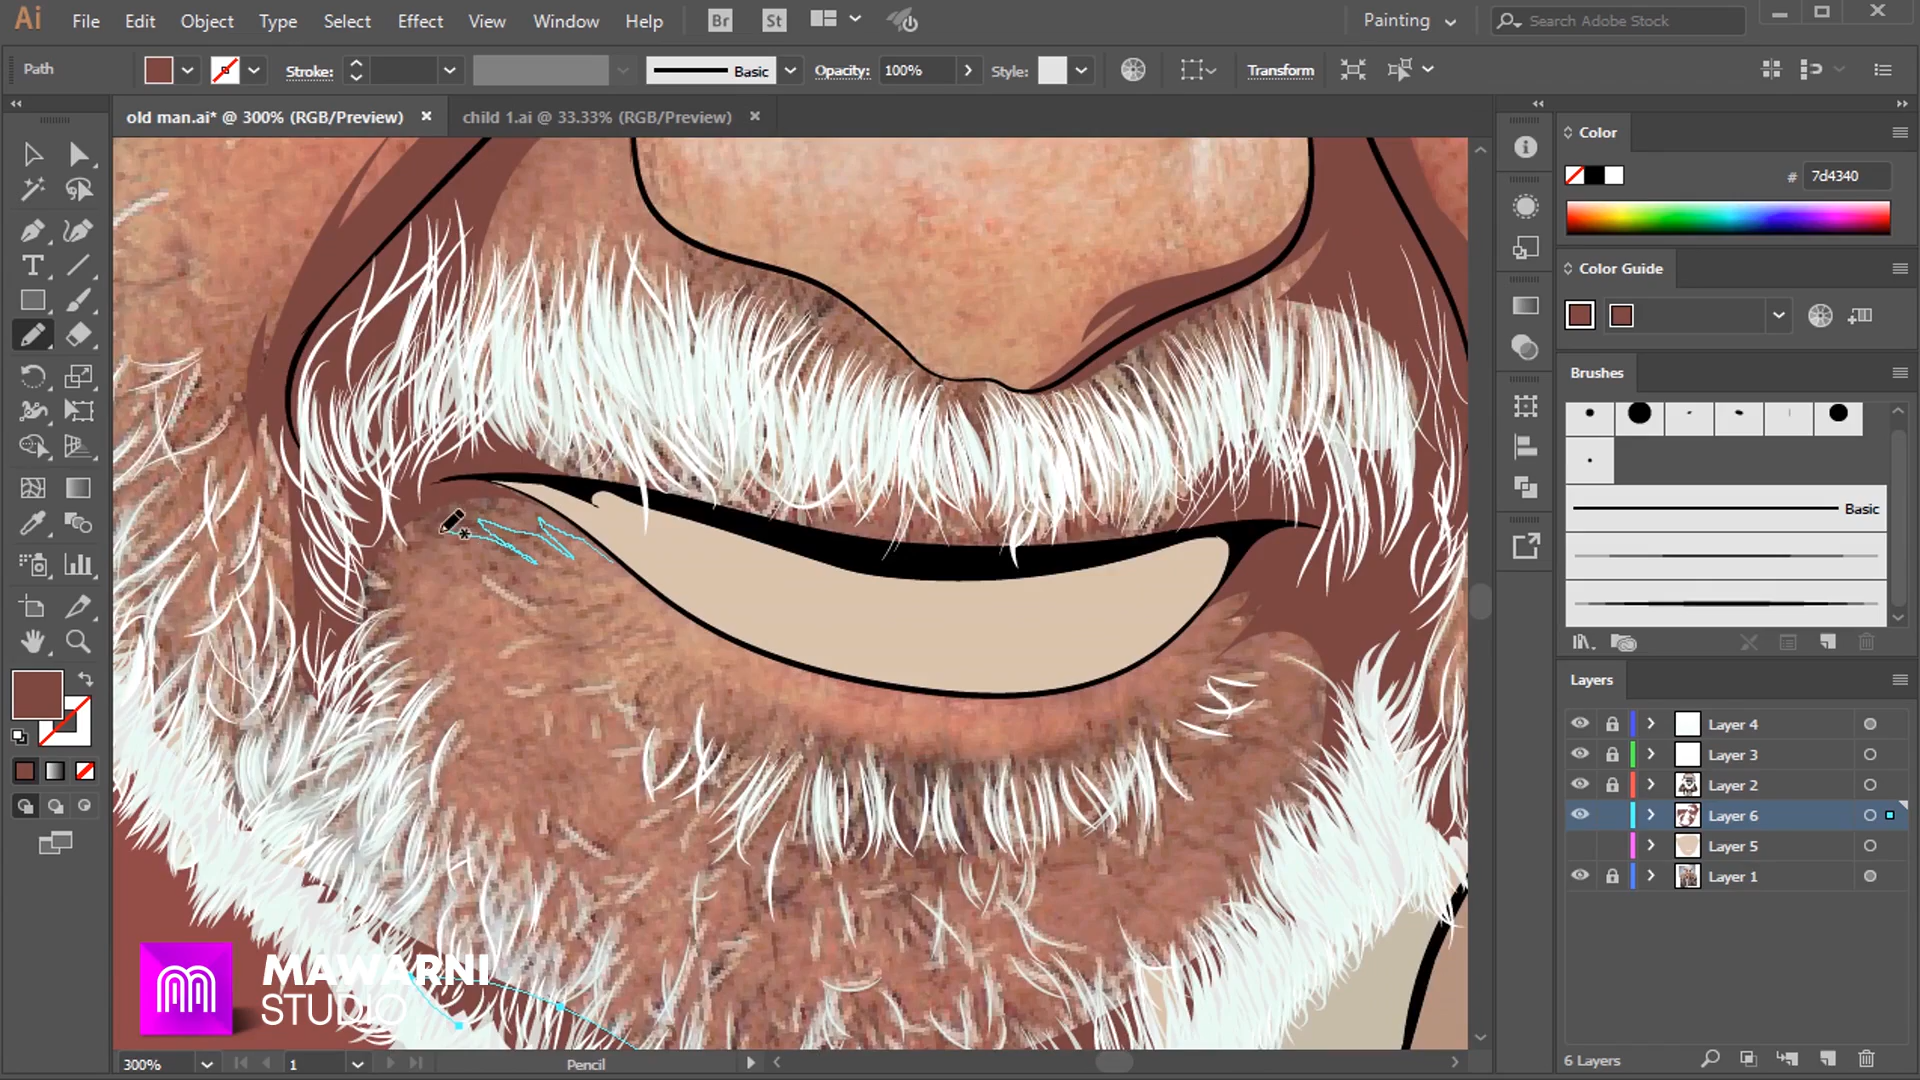 Ai File Edit Object Type Select Effect View Window Help Br St Painting Search Adobe Stock
Path Stroke: Basic Opacity: 100% Style: Transform
old man.ai* @ 300% (RGB/Preview) × child 1.ai @ 33.33% (RGB/Preview) ×
Color
# 7d4340
Color Guide
Brushes
Basic
Layers
Layer 4
Layer 3
Layer 2
Layer 6
Layer 5
Layer 1
MAWARNI
STUDIO
300% 1 Pencil 6 Layers